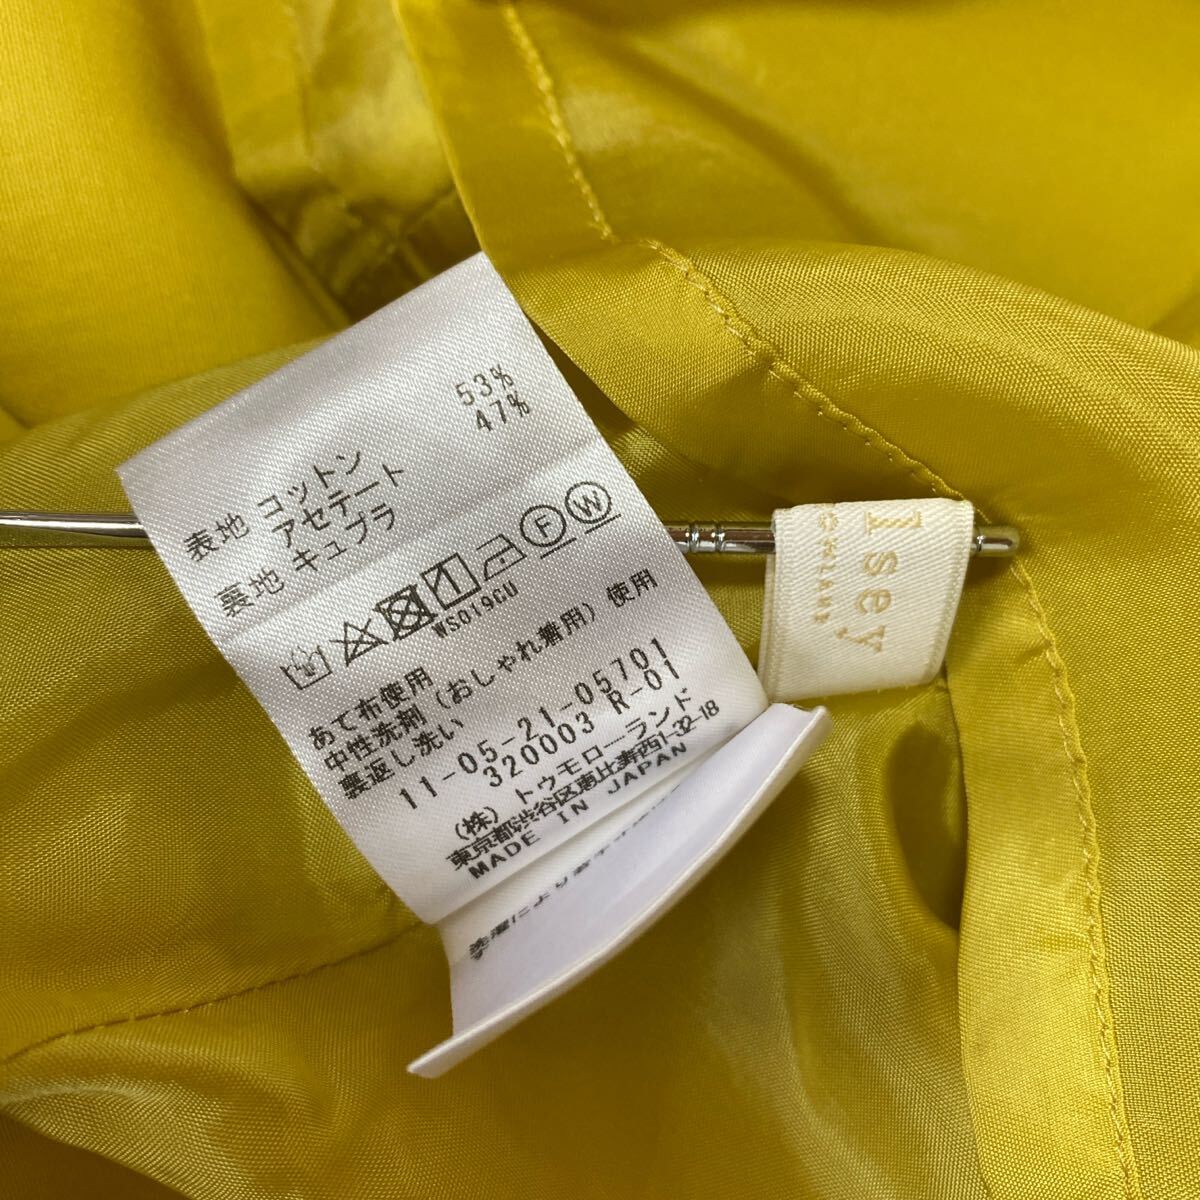 表地 コットン 53%
アセテート 47%
裏地 キュプラ
F W
WS019CU
あて布使用
中性洗剤（おしゃれ着用）使用
裏返し洗い
11-05-21-05701
320003 R-01
（株）トゥモローランド
東京都渋谷区恵比寿西1-32-18
MADE IN JAPAN
lsey